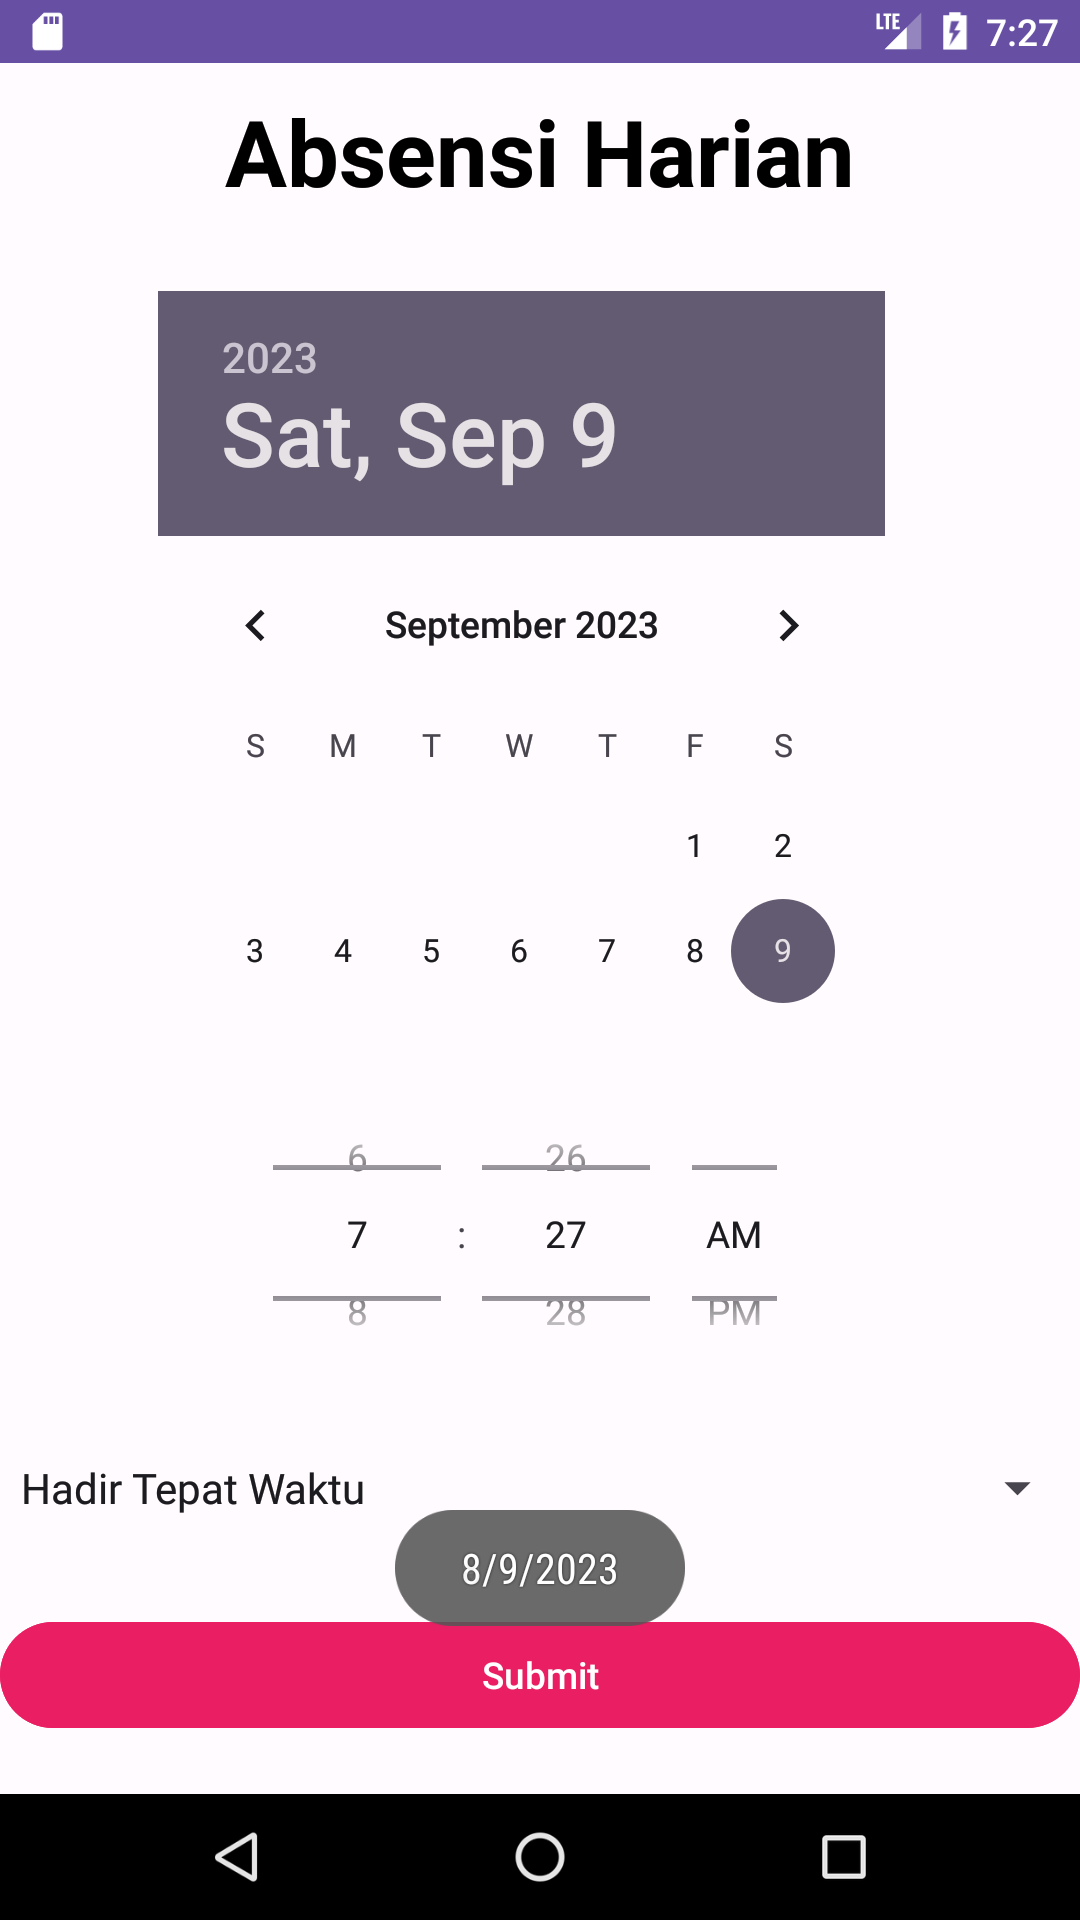 LTE 7:27
Absensi Harian
2023
Sat, Sep 9
September 2023
S M T W T F S
1 2
3 4 5 6 7 8 9
6 26
7 : 27 AM
8 28 PM
Hadir Tepat Waktu
8/9/2023
Submit